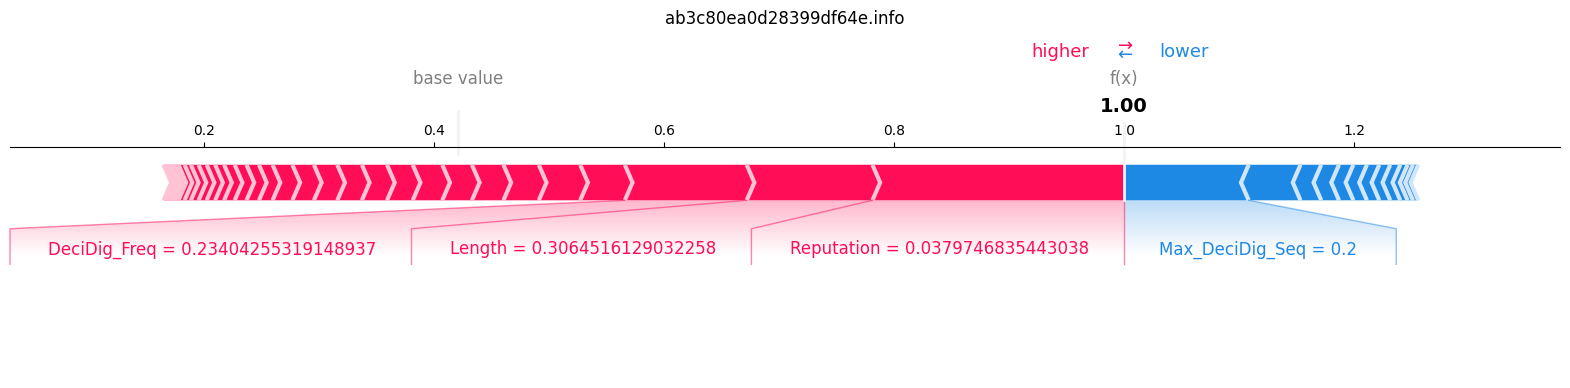 ab3c80ea0d28399df64e.info
higher ⇄ lower
base value f(x)
1.00
0.2 0.4 0.6 0.8 1 0 1.2
DeciDig_Freq = 0.23404255319148937 Length = 0.3064516129032258 Reputation = 0.0379746835443038 Max_DeciDig_Seq = 0.2